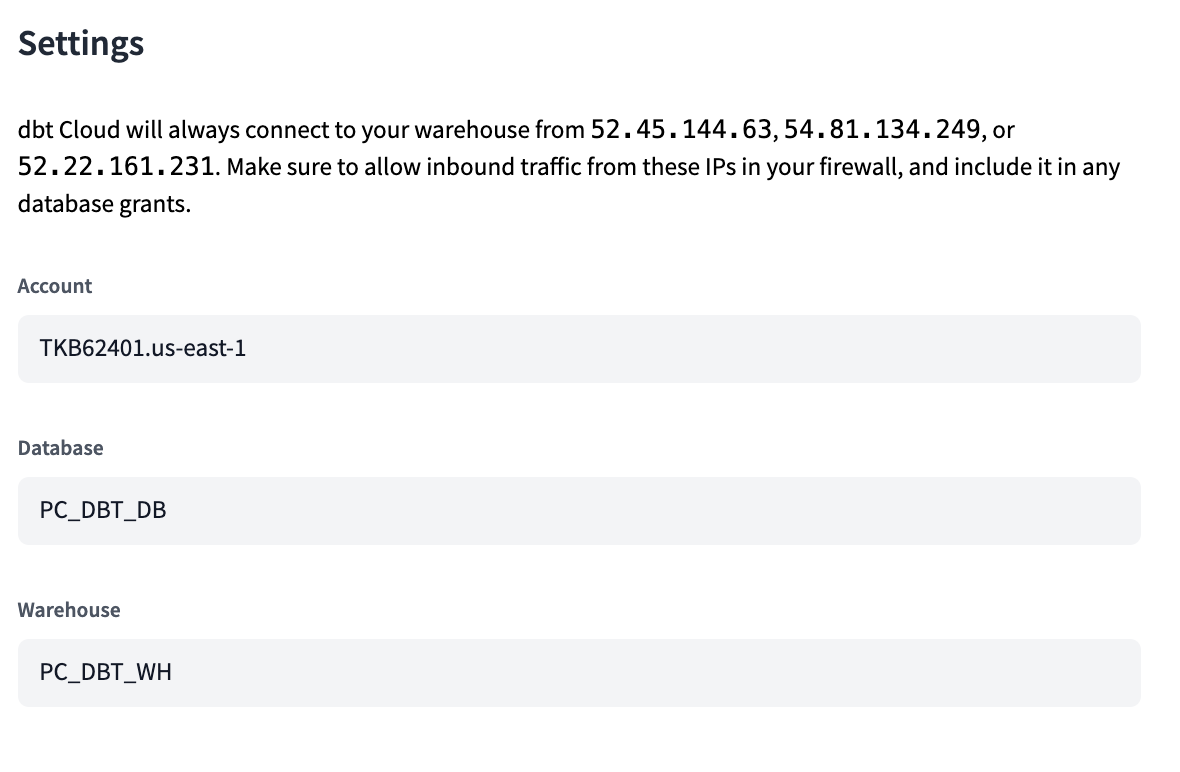 Settings
dbt Cloud will always connect to your warehouse from 52.45.144.63, 54.81.134.249, or
52.22.161.231. Make sure to allow inbound traffic from these IPs in your firewall, and include it in any
database grants.
Account
TKB62401.us-east-1
Database
PC_DBT_DB
Warehouse
PC_DBT_WH